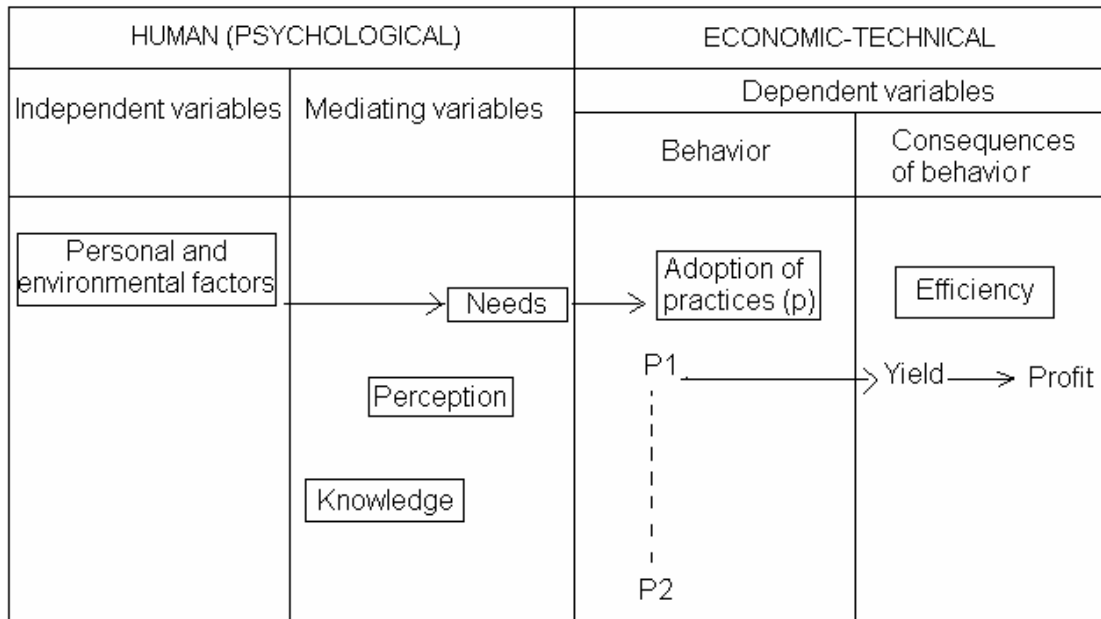 HUMAN (PSYCHOLOGICAL)
ECONOMIC-TECHNICAL
Independent variables
Mediating variables
Dependent variables
Behavior
Consequences
of behavior
Personal and
environmental factors
Needs
Adoption of
practices (p)
Efficiency
P1
Yield
Profit
Perception
Knowledge
P2